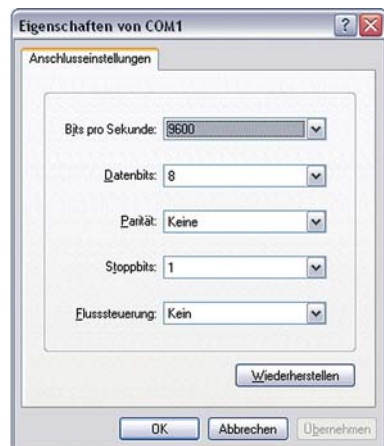 Eigenschaften von COM1
Anschlusseinstellungen
Bits pro Sekunde: 9600
Datenbits: 8
Parität: Keine
Stoppbits: 1
Flusssteuerung: Kein
Wiederherstellen
OK Abbrechen Übernehmen